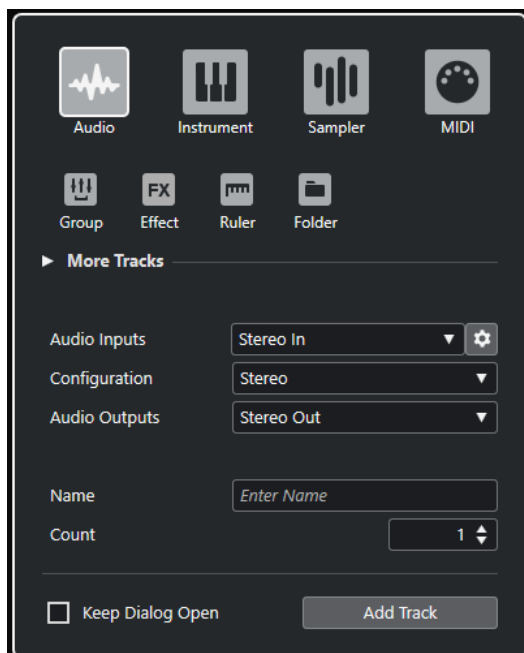 Audio Instrument Sampler MIDI
FX
Group Effect Ruler Folder
More Tracks
Audio Inputs Stereo In
Configuration Stereo
Audio Outputs Stereo Out
Name Enter Name
Count 1
Keep Dialog Open Add Track